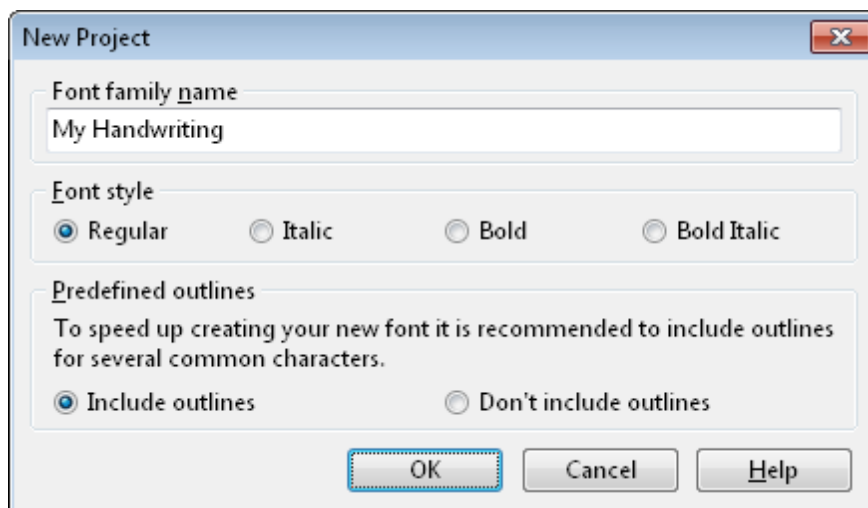 New Project
Font family name
My Handwriting
Font style
Regular Italic Bold Bold Italic
Predefined outlines
To speed up creating your new font it is recommended to include outlines
for several common characters.
Include outlines Don't include outlines
OK Cancel Help